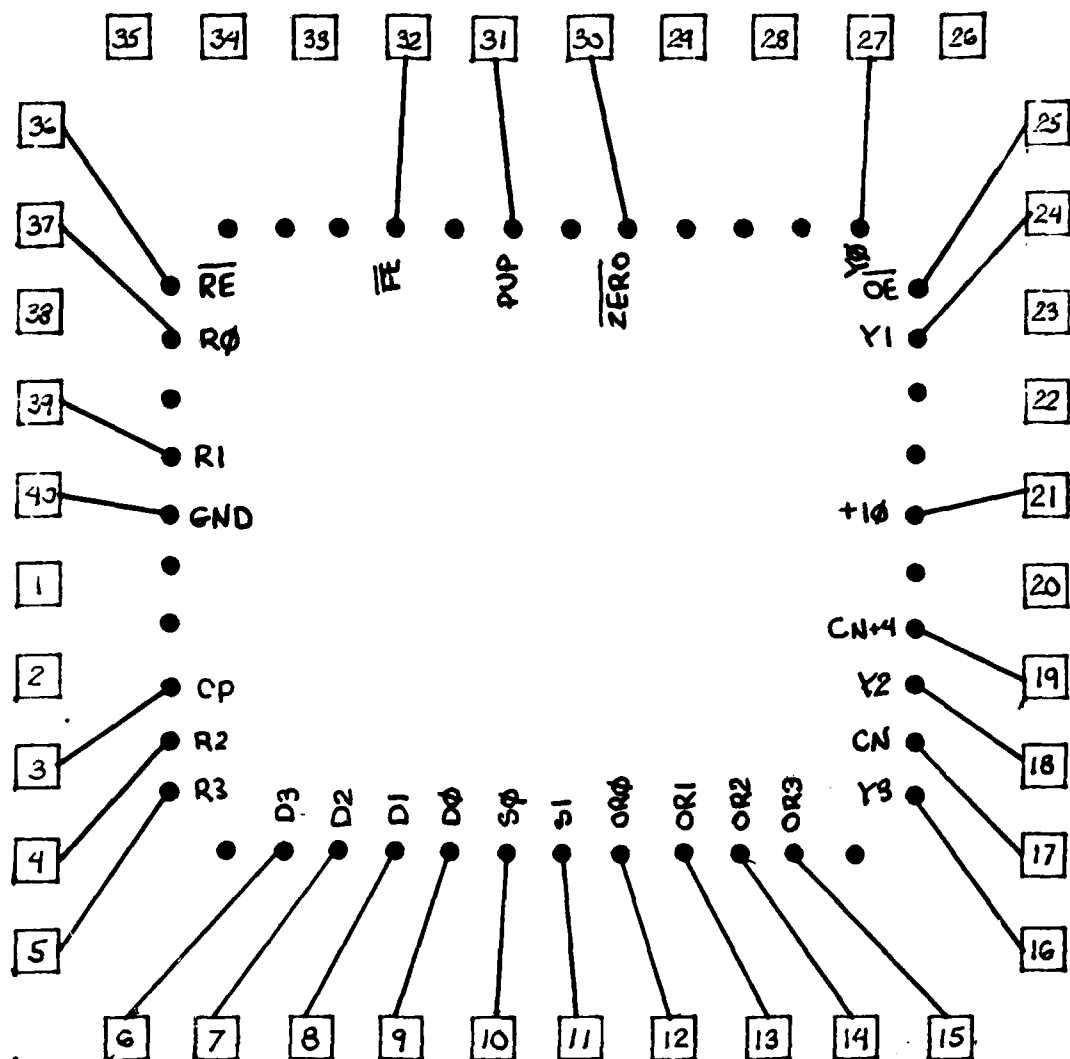 35 34 33 32 31 30 29 28 27 26
36 25
37 24
RE FE PUP ZERO YØ OE
38 RØ Y1 23
39 22
R1
40 GND +1Ø 21
1 20
CN+4
2 CP Y2 19
3 R2 CN 18
R3 D3 D2 D1 DØ SØ S1 ORØ OR1 OR2 OR3 Y3
4 17
5 16
6 7 8 9 10 11 12 13 14 15